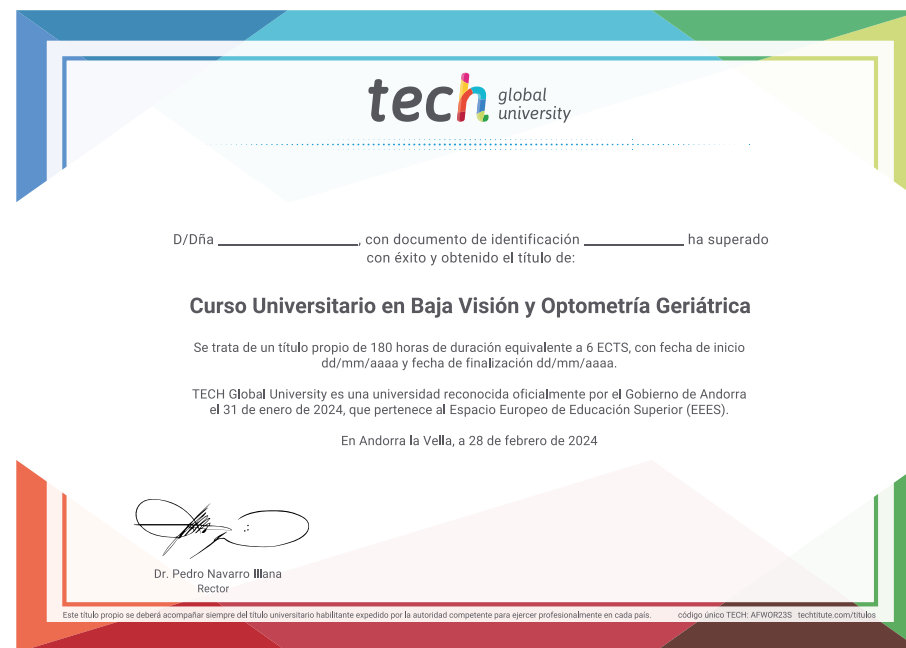 tech global university
D/Dña ______________, con documento de identificación __________ ha superado
con éxito y obtenido el título de:
Curso Universitario en Baja Visión y Optometría Geriátrica
Se trata de un título propio de 180 horas de duración equivalente a 6 ECTS, con fecha de inicio
dd/mm/aaaa y fecha de finalización dd/mm/aaaa.
TECH Global University es una universidad reconocida oficialmente por el Gobierno de Andorra
el 31 de enero de 2024, que pertenece al Espacio Europeo de Educación Superior (EEES).
En Andorra la Vella, a 28 de febrero de 2024
Dr. Pedro Navarro Illana
Rector
Este título propio se deberá acompañar siempre del título universitario habilitante expedido por la autoridad competente para ejercer profesionalmente en cada país. código único TECH: AFWOR23S techtitute.com/titulos